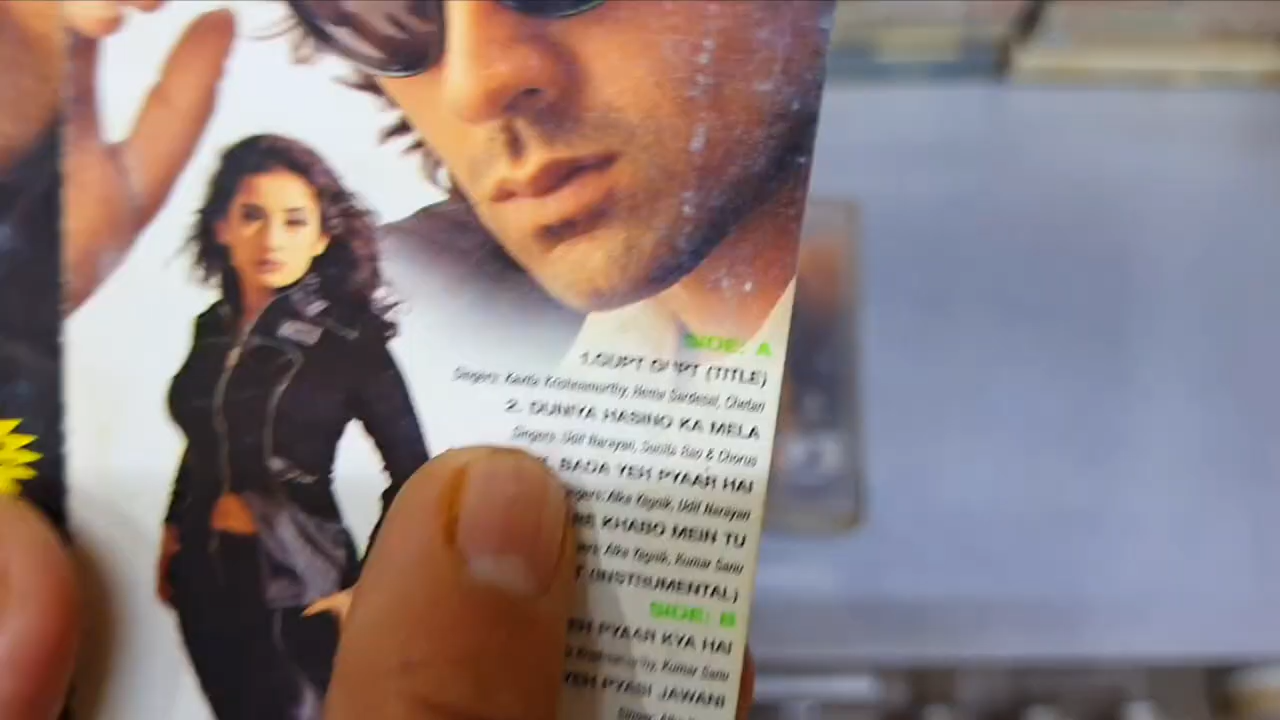 SIDE: A
1.GUPT GUPT (TITLE)
Singers: Kavita Krishnamurthy, Hema Sardesai, Chetan
2. DUNIYA HASINO KA MELA
Singers: Udit Narayan, Sunita Rao & Chorus
BADA YEH PYAAR HAI
Singers: Alka Yagnik, Udit Narayan
KHABO MEIN TU
Alka Yagnik, Kumar Sanu
(INSTRUMENTAL)
SIDE: B
PYAAR KYA HAI
Kumar Sanu
YEH PYASI JAWANI
Singer: